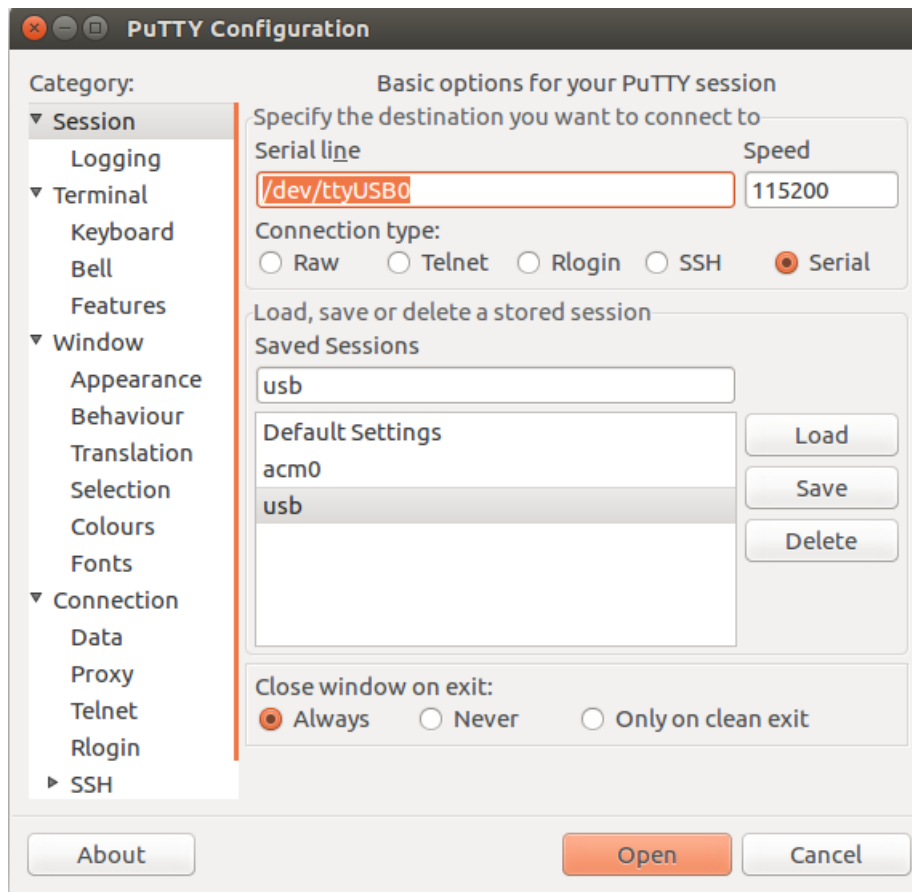 PuTTY Configuration
Category:
Session
Logging
Terminal
Keyboard
Bell
Features
Window
Appearance
Behaviour
Translation
Selection
Colours
Fonts
Connection
Data
Proxy
Telnet
Rlogin
SSH
Basic options for your PuTTY session
Specify the destination you want to connect to
Serial line Speed
/dev/ttyUSB0 115200
Connection type:
Raw Telnet Rlogin SSH Serial
Load, save or delete a stored session
Saved Sessions
usb
Default Settings
acm0
usb
Load
Save
Delete
Close window on exit:
Always Never Only on clean exit
About Open Cancel